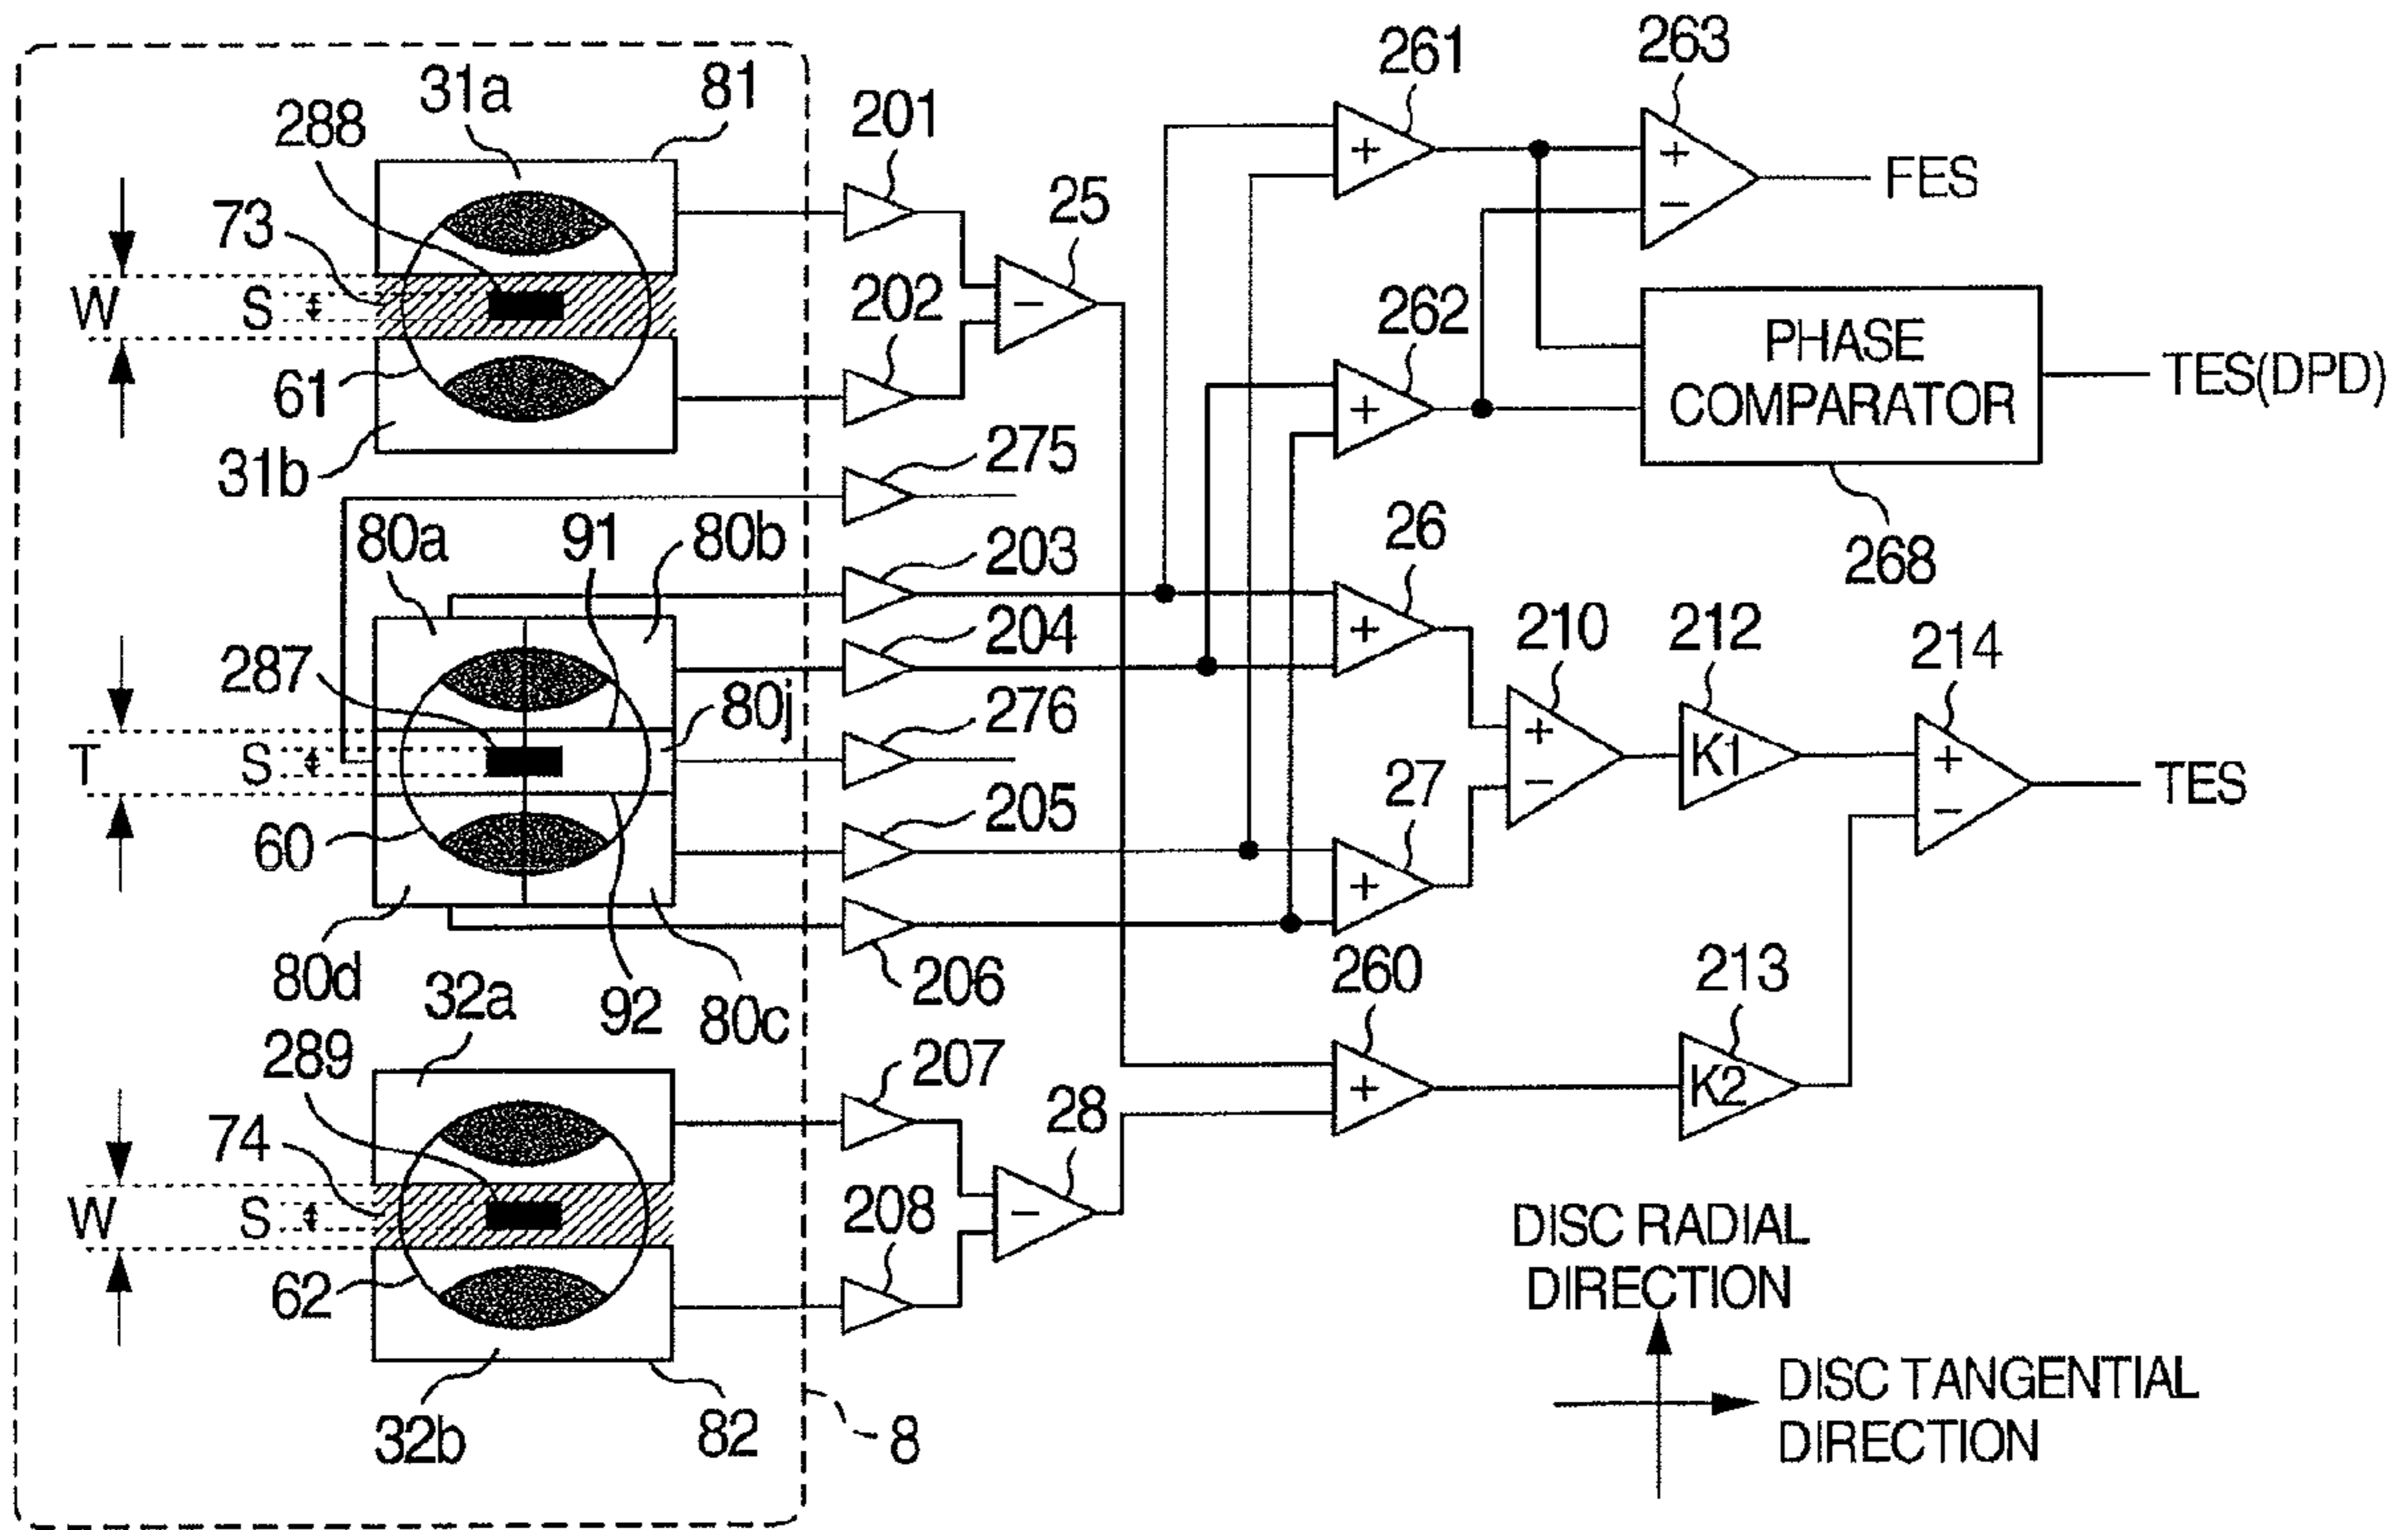 263
261
31a
81
201
288
FES
25
73
202
W
S
262
PHASE
COMPARATOR
TES(DPD)
61
275
31b
26
80a
91
80b
203
268
204
210
212
214
287
80j
276
T
S
K1
27
TES
205
60
80d
92
80c
206
260
213
32a
289
207
K2
28
74
208
W
S
DISC RADIAL
DIRECTION
62
DISC TANGENTIAL
DIRECTION
32b
82
8
+
+
−
−
+
+
+
−
+
−
+
+
−